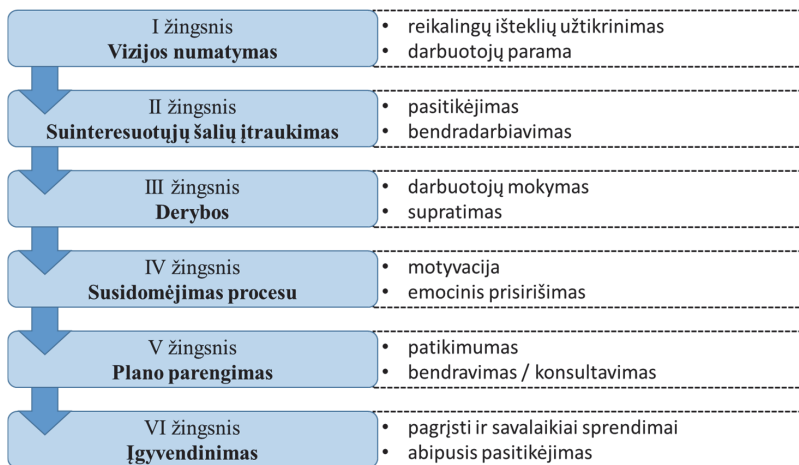 I žingsnis
Vizijos numatymas
• reikalingų išteklių užtikrinimas
• darbuotojų parama
II žingsnis
Suinteresuotųjų šalių įtraukimas
• pasitikėjimas
• bendradarbiavimas
III žingsnis
Derybos
• darbuotojų mokymas
• supratimas
IV žingsnis
Susidomėjimas procesu
• motyvacija
• emocinis prisirišimas
V žingsnis
Plano parengimas
• patikimumas
• bendravimas / konsultavimas
VI žingsnis
Įgyvendinimas
• pagrįsti ir savalaikiai sprendimai
• abipusis pasitikėjimas